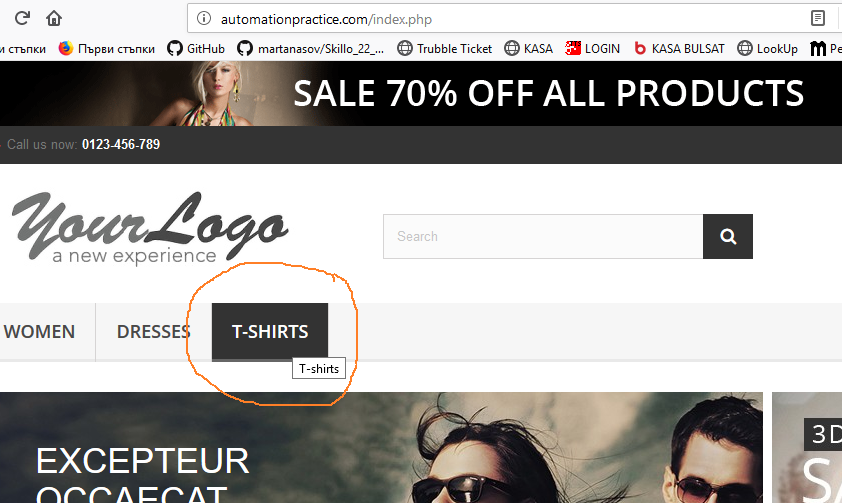 automationpractice.com/index.php
и стъпки Първи стъпки GitHub martanasov/Skillo_22_... Trubble Ticket KASA LOGIN KASA BULSAT LookUp Pe
SALE 70% OFF ALL PRODUCTS
Call us now: 0123-456-789
YourLogo
a new experience
Search
WOMEN DRESSES T-SHIRTS
T-shirts
EXCEPTEUR
OCCAECAT
3D
SA